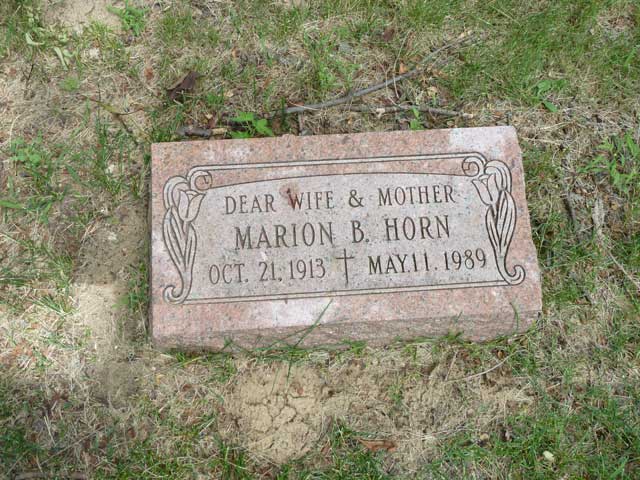 DEAR WIFE & MOTHER
MARION B. HORN
OCT. 21, 1913 MAY 11, 1989